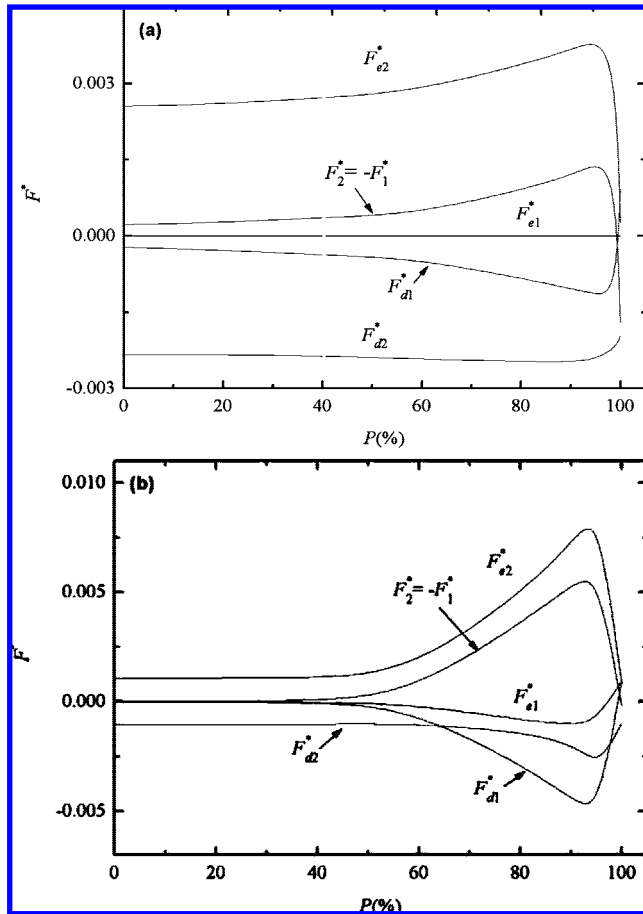 (a)
F*e2
0.003
F*2 = -F*1
F*
0.000
F*e1
F*d1
F*d2
-0.003
0 20 40 60 80 100
P(%)
(b)
0.010
F*e2
F*2 = -F*1
0.005
F*
F*e1
0.000
F*d2
F*d1
-0.005
0 20 40 60 80 100
P(%)